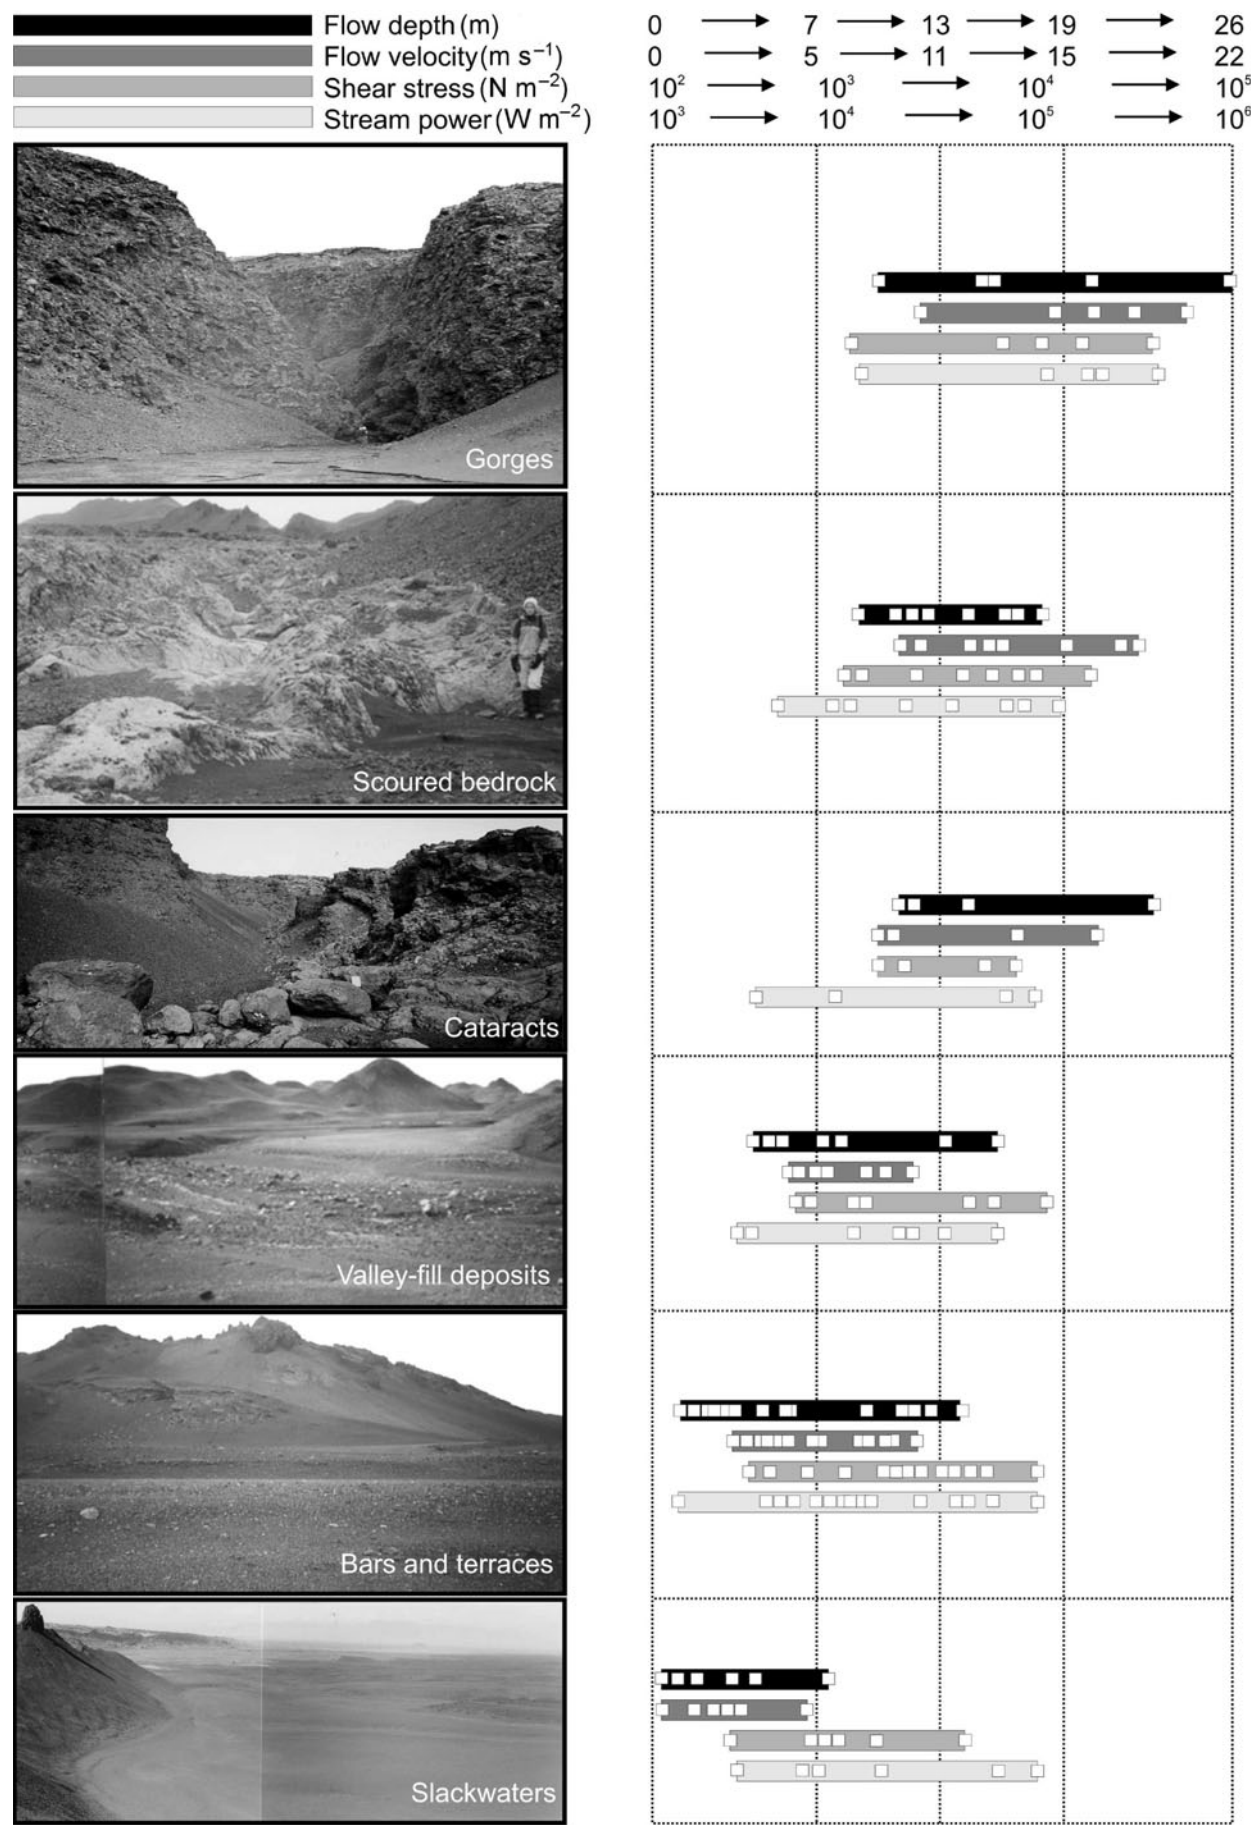 Flow depth (m) 0 → 7 → 13 → 19 → 26
Flow velocity (m s⁻¹) 0 → 5 → 11 → 15 → 22
Shear stress (N m⁻²) 10² → 10³ → 10⁴ → 10⁵
Stream power (W m⁻²) 10³ → 10⁴ → 10⁵ → 10⁶
Gorges
Scoured bedrock
Cataracts
Valley-fill deposits
Bars and terraces
Slackwaters